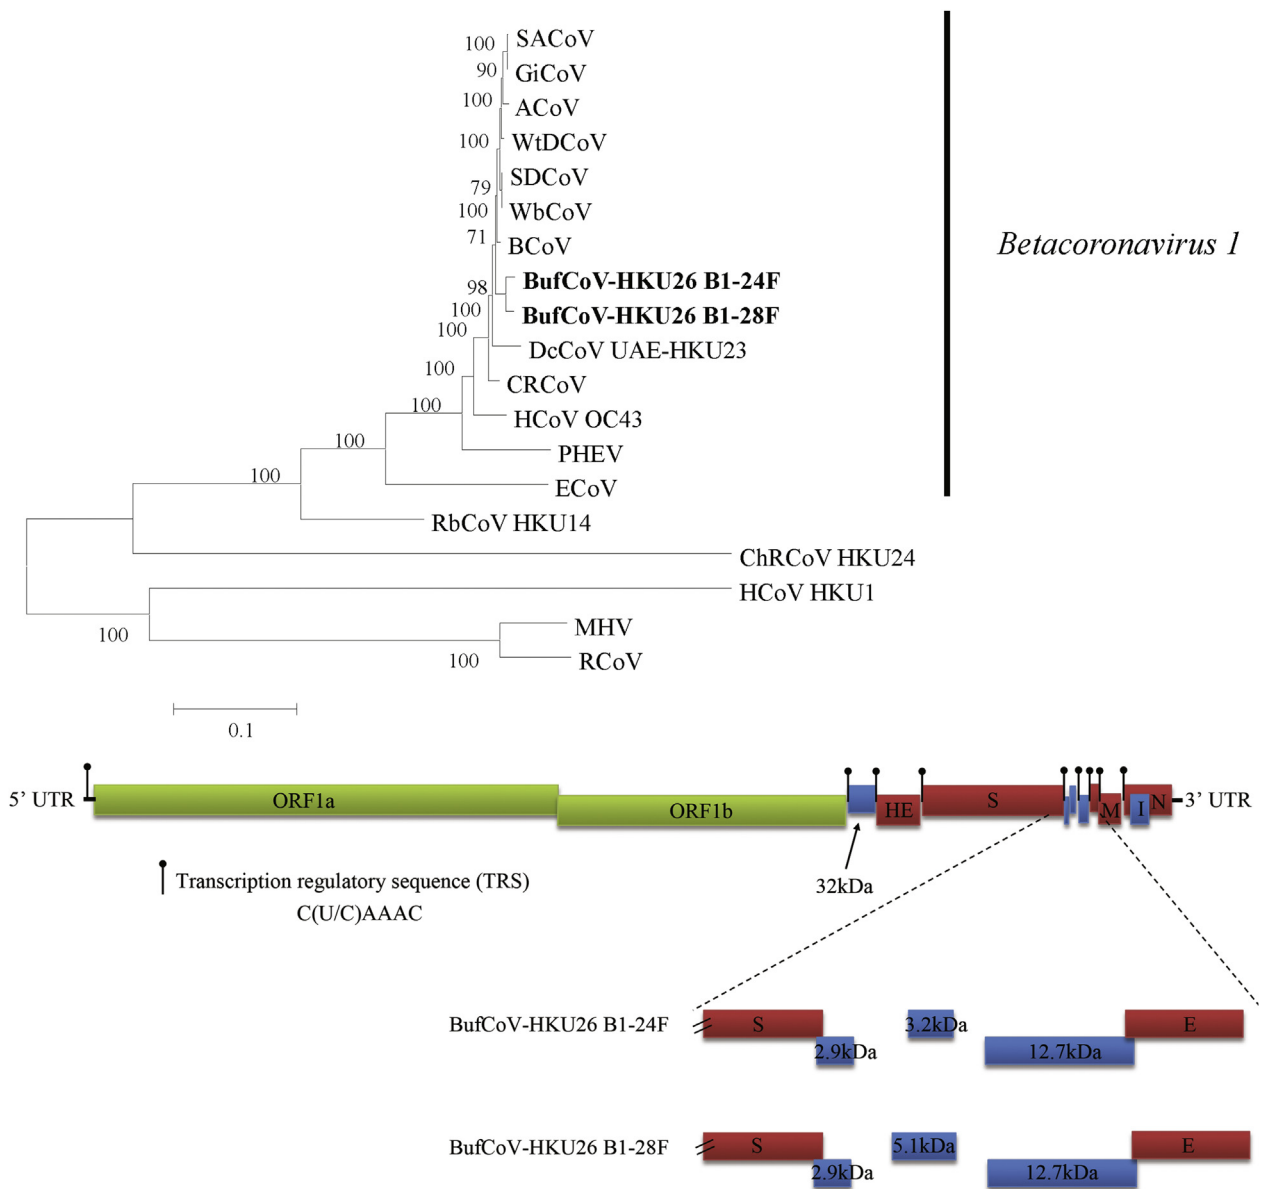 100 SACoV
90 GiCoV
100 ACoV
100 WtDCoV
SDCoV
79
100 WbCoV
71 BCoV
Betacoronavirus 1
98 BufCoV-HKU26 B1-24F
100 BufCoV-HKU26 B1-28F
100
DcCoV UAE-HKU23
100
CRCoV
100
HCoV OC43
100
PHEV
100
ECoV
RbCoV HKU14
ChRCoV HKU24
HCoV HKU1
100
MHV
100 RCoV
0.1
5’ UTR ORF1a ORF1b HE S M I N 3’ UTR
32kDa
Transcription regulatory sequence (TRS)
C(U/C)AAAC
BufCoV-HKU26 B1-24F S 3.2kDa E
2.9kDa 12.7kDa
BufCoV-HKU26 B1-28F S 5.1kDa E
2.9kDa 12.7kDa